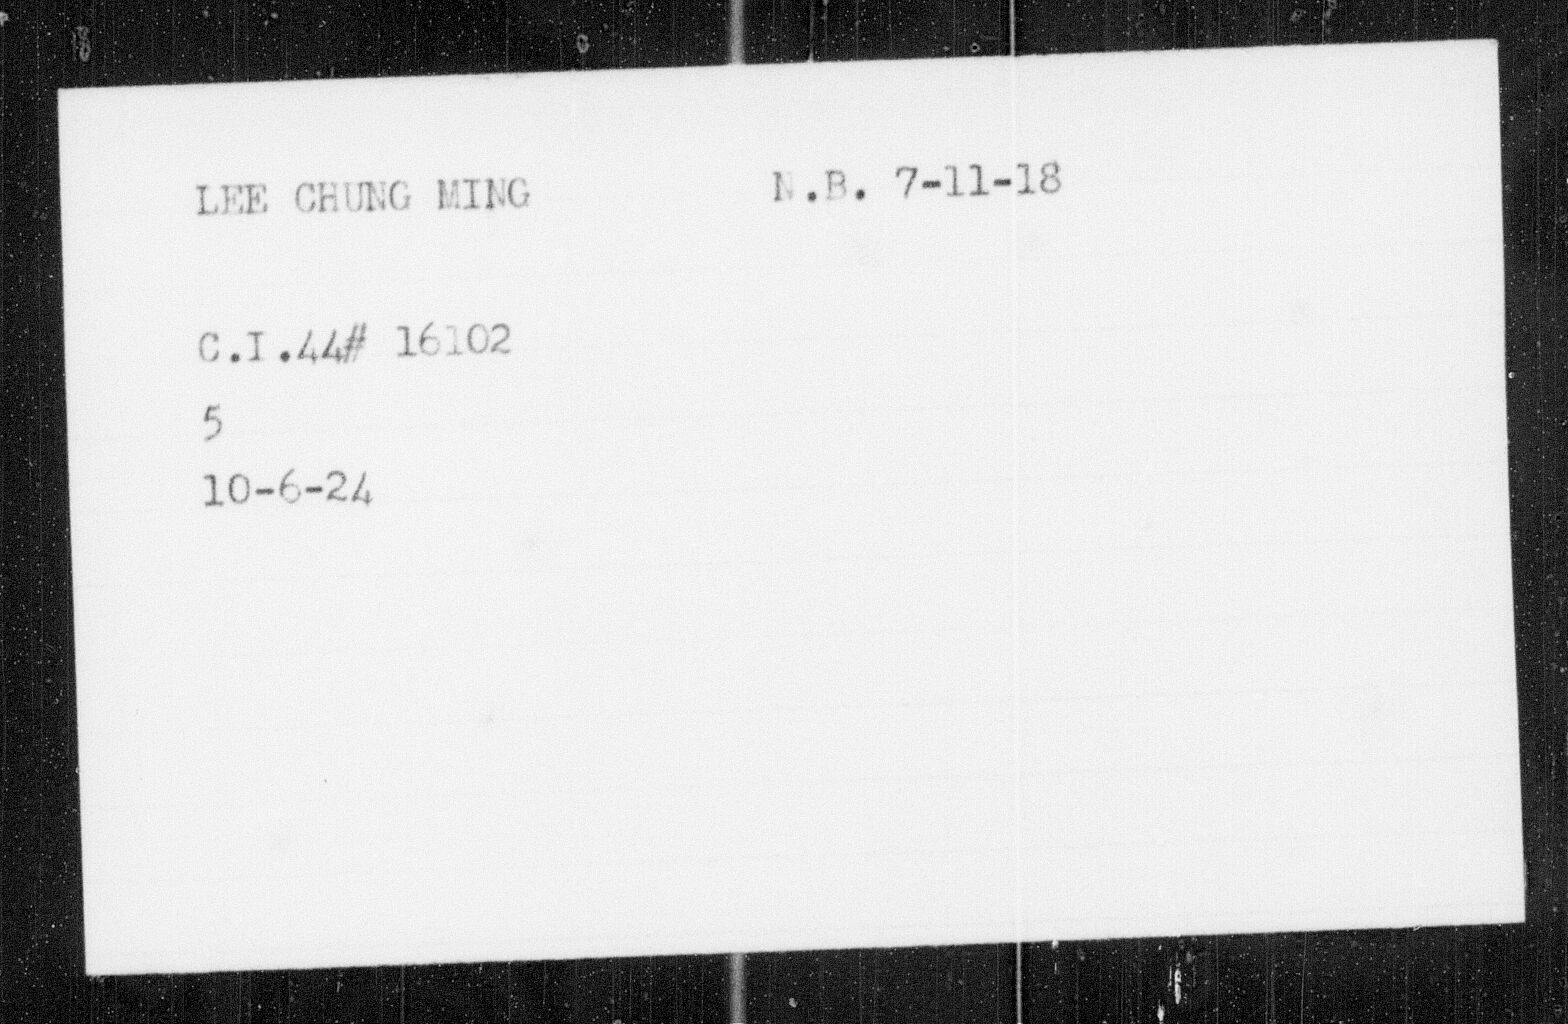 LEE CHUNG MING N.B. 7-11-18
C.I.44# 16102
5
10-6-24